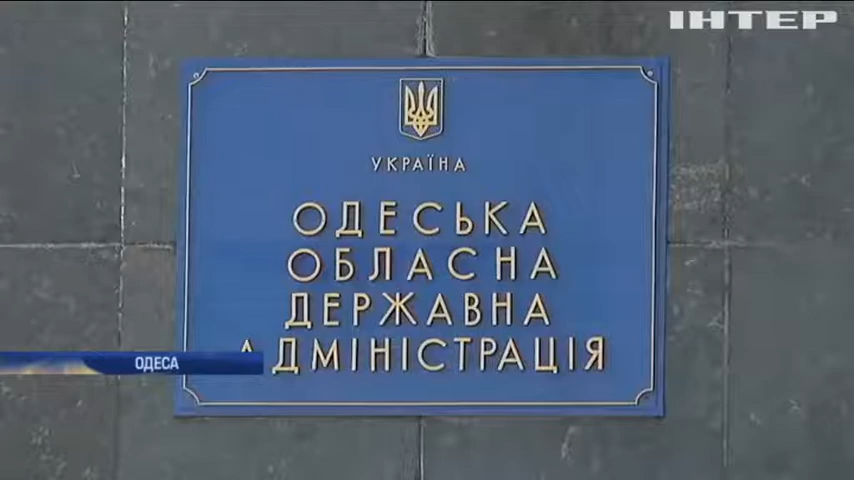 ІНТЕР
УКРАЇНА
ОДЕСЬКА
ОБЛАСНА
ДЕРЖАВНА
АДМІНІСТРАЦІЯ
ОДЕСА